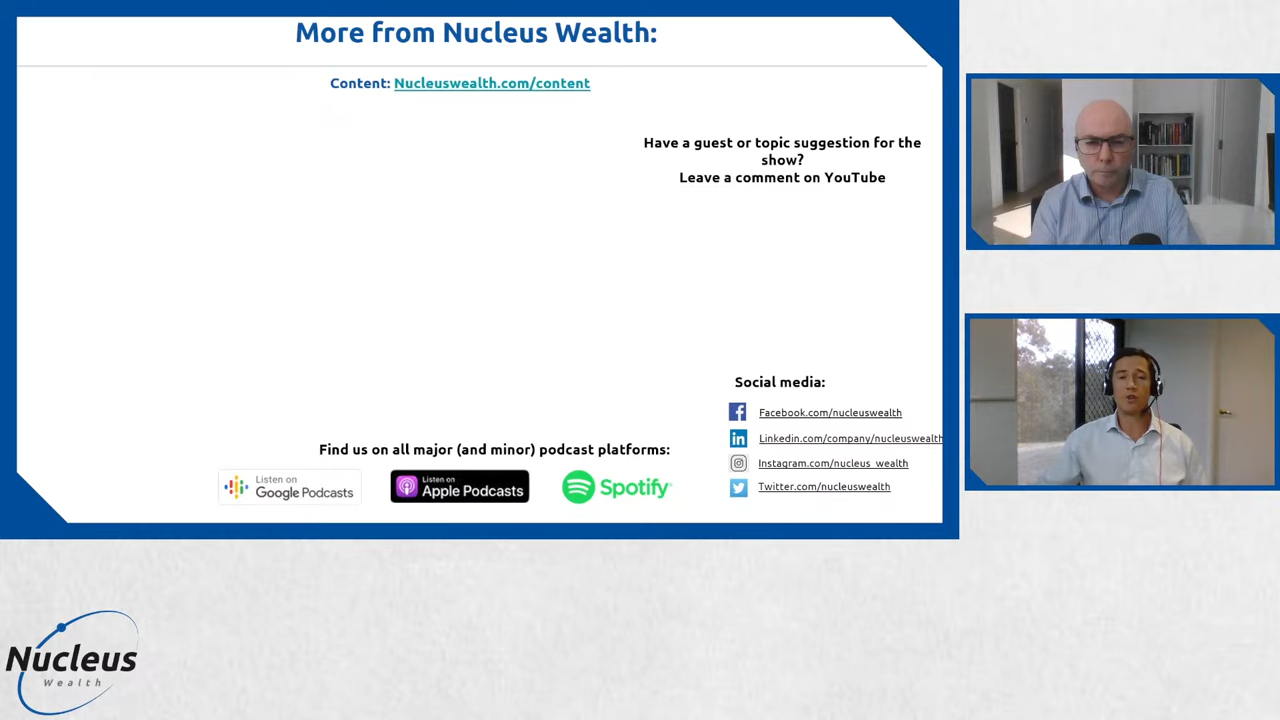 More from Nucleus Wealth:
Content: Nucleuswealth.com/content
Have a guest or topic suggestion for the
show?
Leave a comment on YouTube
Social media:
Facebook.com/nucleuswealth
Linkedin.com/company/nucleuswealth
Instagram.com/nucleus_wealth
Twitter.com/nucleuswealth
Find us on all major (and minor) podcast platforms:
Listen on
Google Podcasts
Listen on
Apple Podcasts
Spotify
Nucleus
Wealth